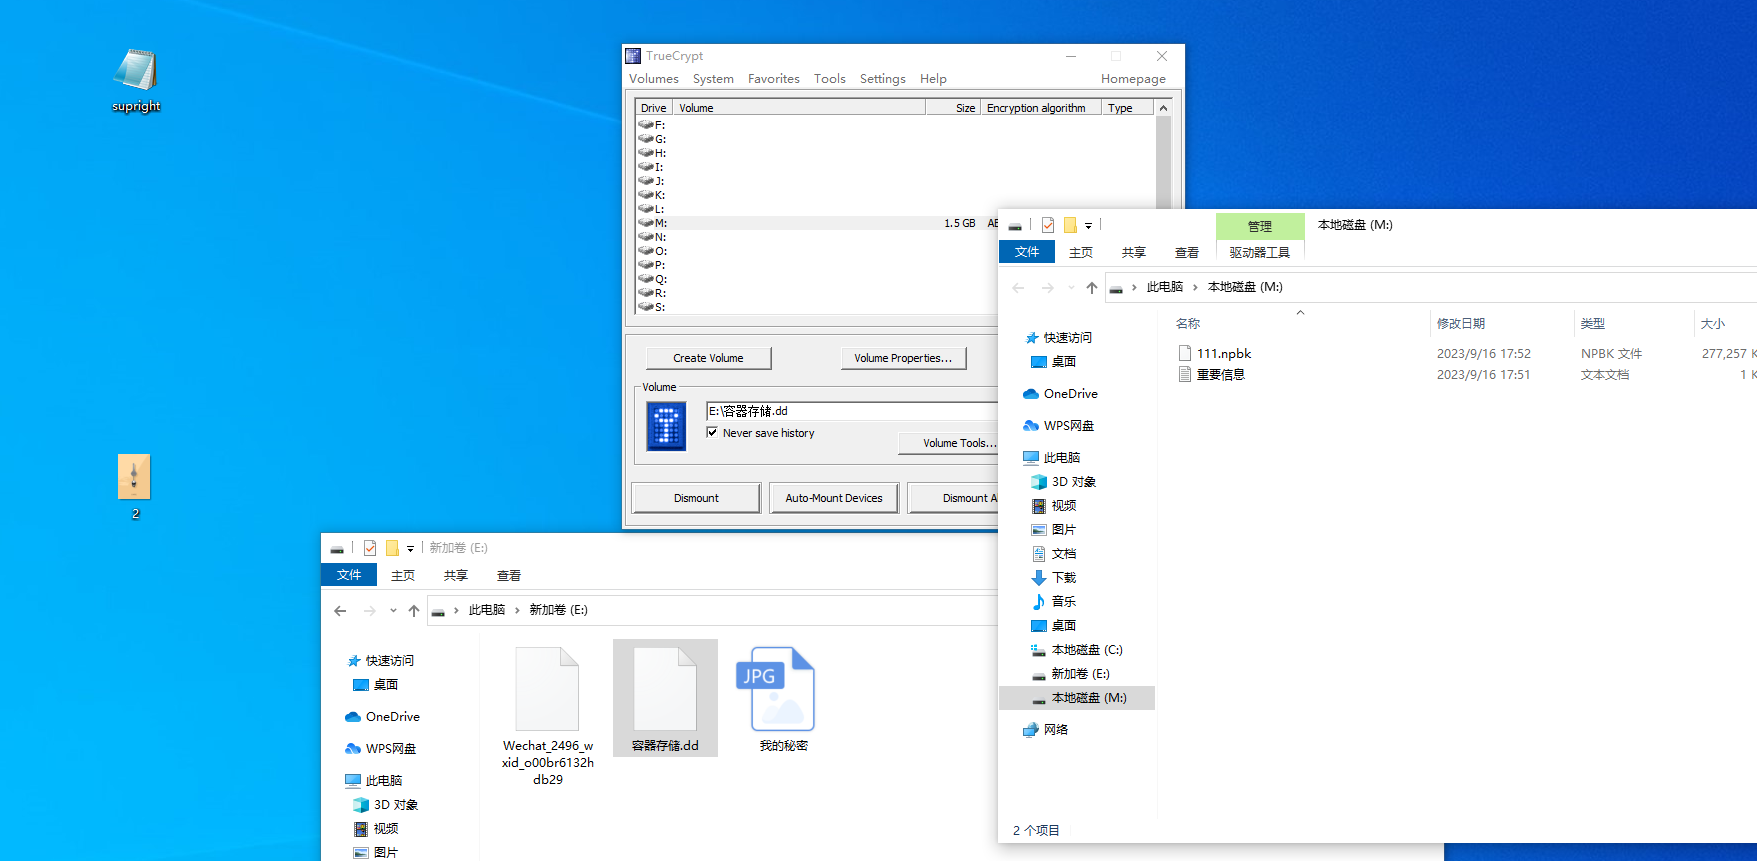 supright
2
TrueCrypt
Volumes System Favorites Tools Settings Help Homepage
Drive Volume Size Encryption algorithm Type
F:
G:
H:
I:
J:
K:
L:
M: 1.5 GB AE
N:
O:
P:
Q:
R:
S:
Create Volume Volume Properties...
Volume
E:\容器存储.dd
Never save history
Volume Tools...
Dismount Auto-Mount Devices Dismount A
管理 本地磁盘 (M:)
文件 主页 共享 查看 驱动器工具
此电脑 › 本地磁盘 (M:)
名称 修改日期 类型 大小
111.npbk 2023/9/16 17:52 NPBK 文件 277,257 K
重要信息 2023/9/16 17:51 文本文档 1 K
快速访问
桌面
OneDrive
WPS网盘
此电脑
3D 对象
视频
图片
文档
下载
音乐
桌面
本地磁盘 (C:)
新加卷 (E:)
本地磁盘 (M:)
网络
2 个项目
新加卷 (E:)
文件 主页 共享 查看
此电脑 › 新加卷 (E:)
快速访问
桌面
OneDrive
WPS网盘
此电脑
3D 对象
视频
图片
Wechat_2496_w
xid_o00br6132h
db29
容器存储.dd
JPG
我的秘密